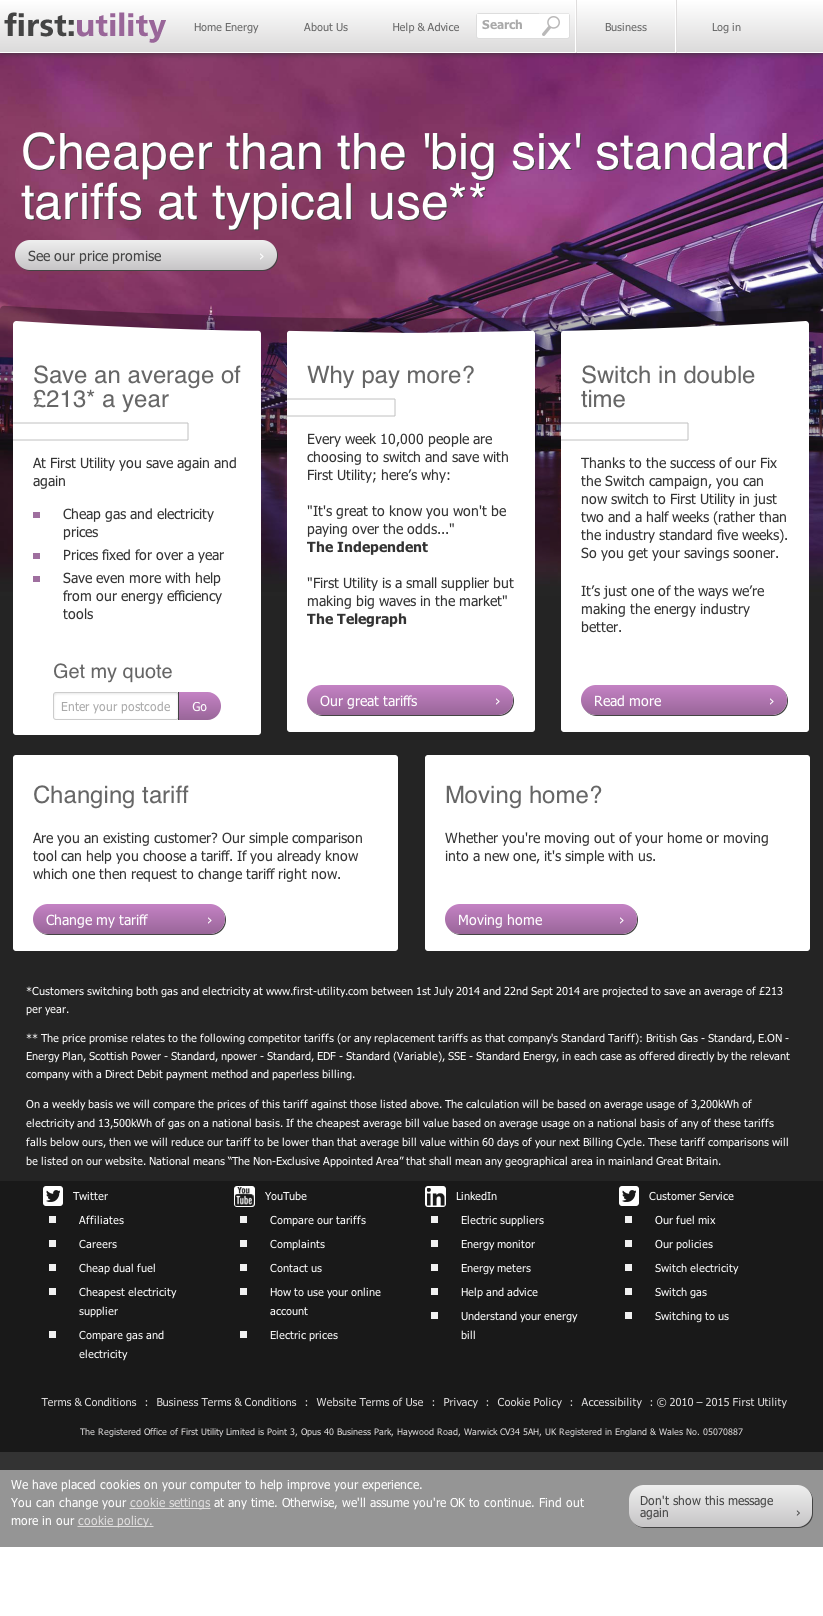 first:utility
Home Energy
About Us
Help & Advice
Search
Business
Log in
Cheaper than the 'big six' standard
tariffs at typical use**
See our price promise ›
Save an average of
£213* a year
At First Utility you save again and
again
Cheap gas and electricity
prices
Prices fixed for over a year
Save even more with help
from our energy efficiency
tools
Get my quote
Enter your postcode
Go
Why pay more?
Every week 10,000 people are
choosing to switch and save with
First Utility; here’s why:
"It's great to know you won't be
paying over the odds..."
The Independent
"First Utility is a small supplier but
making big waves in the market"
The Telegraph
Our great tariffs ›
Switch in double
time
Thanks to the success of our Fix
the Switch campaign, you can
now switch to First Utility in just
two and a half weeks (rather than
the industry standard five weeks).
So you get your savings sooner.
It’s just one of the ways we’re
making the energy industry
better.
Read more ›
Changing tariff
Are you an existing customer? Our simple comparison
tool can help you choose a tariff. If you already know
which one then request to change tariff right now.
Change my tariff ›
Moving home?
Whether you're moving out of your home or moving
into a new one, it's simple with us.
Moving home ›
*Customers switching both gas and electricity at www.first-utility.com between 1st July 2014 and 22nd Sept 2014 are projected to save an average of £213
per year.
** The price promise relates to the following competitor tariffs (or any replacement tariffs as that company's Standard Tariff): British Gas - Standard, E.ON -
Energy Plan, Scottish Power - Standard, npower - Standard, EDF - Standard (Variable), SSE - Standard Energy, in each case as offered directly by the relevant
company with a Direct Debit payment method and paperless billing.
On a weekly basis we will compare the prices of this tariff against those listed above. The calculation will be based on average usage of 3,200kWh of
electricity and 13,500kWh of gas on a national basis. If the cheapest average bill value based on average usage on a national basis of any of these tariffs
falls below ours, then we will reduce our tariff to be lower than that average bill value within 60 days of your next Billing Cycle. These tariff comparisons will
be listed on our website. National means “The Non-Exclusive Appointed Area” that shall mean any geographical area in mainland Great Britain.
Twitter
Affiliates
Careers
Cheap dual fuel
Cheapest electricity
supplier
Compare gas and
electricity
You
Tube
YouTube
Compare our tariffs
Complaints
Contact us
How to use your online
account
Electric prices
in
LinkedIn
Electric suppliers
Energy monitor
Energy meters
Help and advice
Understand your energy
bill
Customer Service
Our fuel mix
Our policies
Switch electricity
Switch gas
Switching to us
Terms & Conditions : Business Terms & Conditions : Website Terms of Use : Privacy : Cookie Policy : Accessibility : © 2010 – 2015 First Utility
The Registered Office of First Utility Limited is Point 3, Opus 40 Business Park, Haywood Road, Warwick CV34 5AH, UK Registered in England & Wales No. 05070887
We have placed cookies on your computer to help improve your experience.
You can change your cookie settings at any time. Otherwise, we'll assume you're OK to continue. Find out
more in our cookie policy.
Don't show this message
again ›